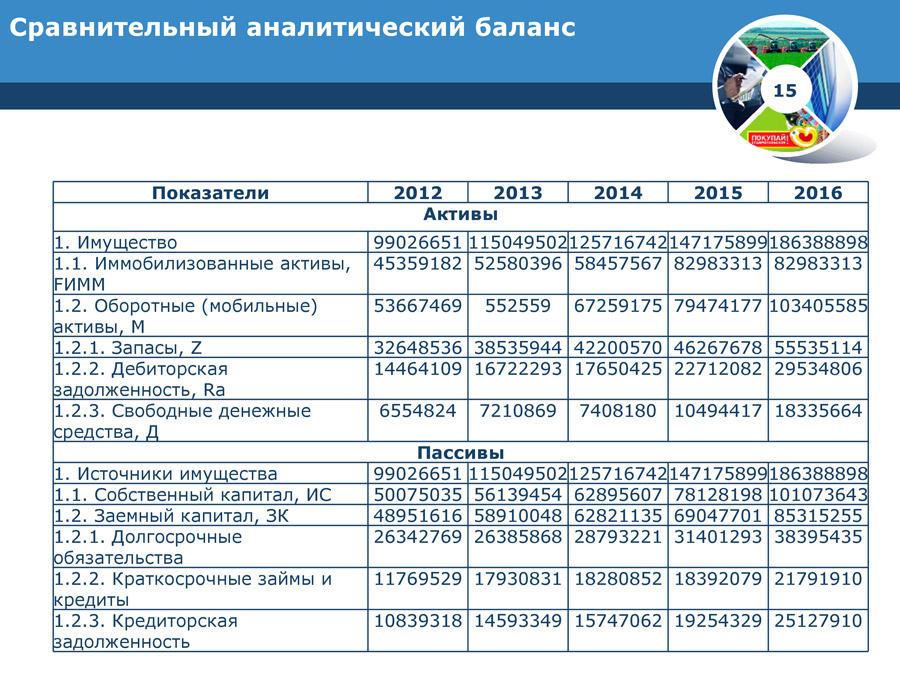 Сравнительный аналитический баланс
15
ПОКУПАЙ
Показатели 2012 2013 2014 2015 2016
Активы
1. Имущество 99026651 115049502 125716742 147175899 186388898
1.1. Иммобилизованные активы, 45359182 52580396 58457567 82983313 82983313
FИММ
1.2. Оборотные (мобильные) 53667469 552559 67259175 79474177 103405585
активы, М
1.2.1. Запасы, Z 32648536 38535944 42200570 46267678 55535114
1.2.2. Дебиторская 14464109 16722293 17650425 22712082 29534806
задолженность, Ra
1.2.3. Свободные денежные 6554824 7210869 7408180 10494417 18335664
средства, Д
Пассивы
1. Источники имущества 99026651 115049502 125716742 147175899 186388898
1.1. Собственный капитал, ИС 50075035 56139454 62895607 78128198 101073643
1.2. Заемный капитал, ЗК 48951616 58910048 62821135 69047701 85315255
1.2.1. Долгосрочные 26342769 26385868 28793221 31401293 38395435
обязательства
1.2.2. Краткосрочные займы и 11769529 17930831 18280852 18392079 21791910
кредиты
1.2.3. Кредиторская 10839318 14593349 15747062 19254329 25127910
задолженность